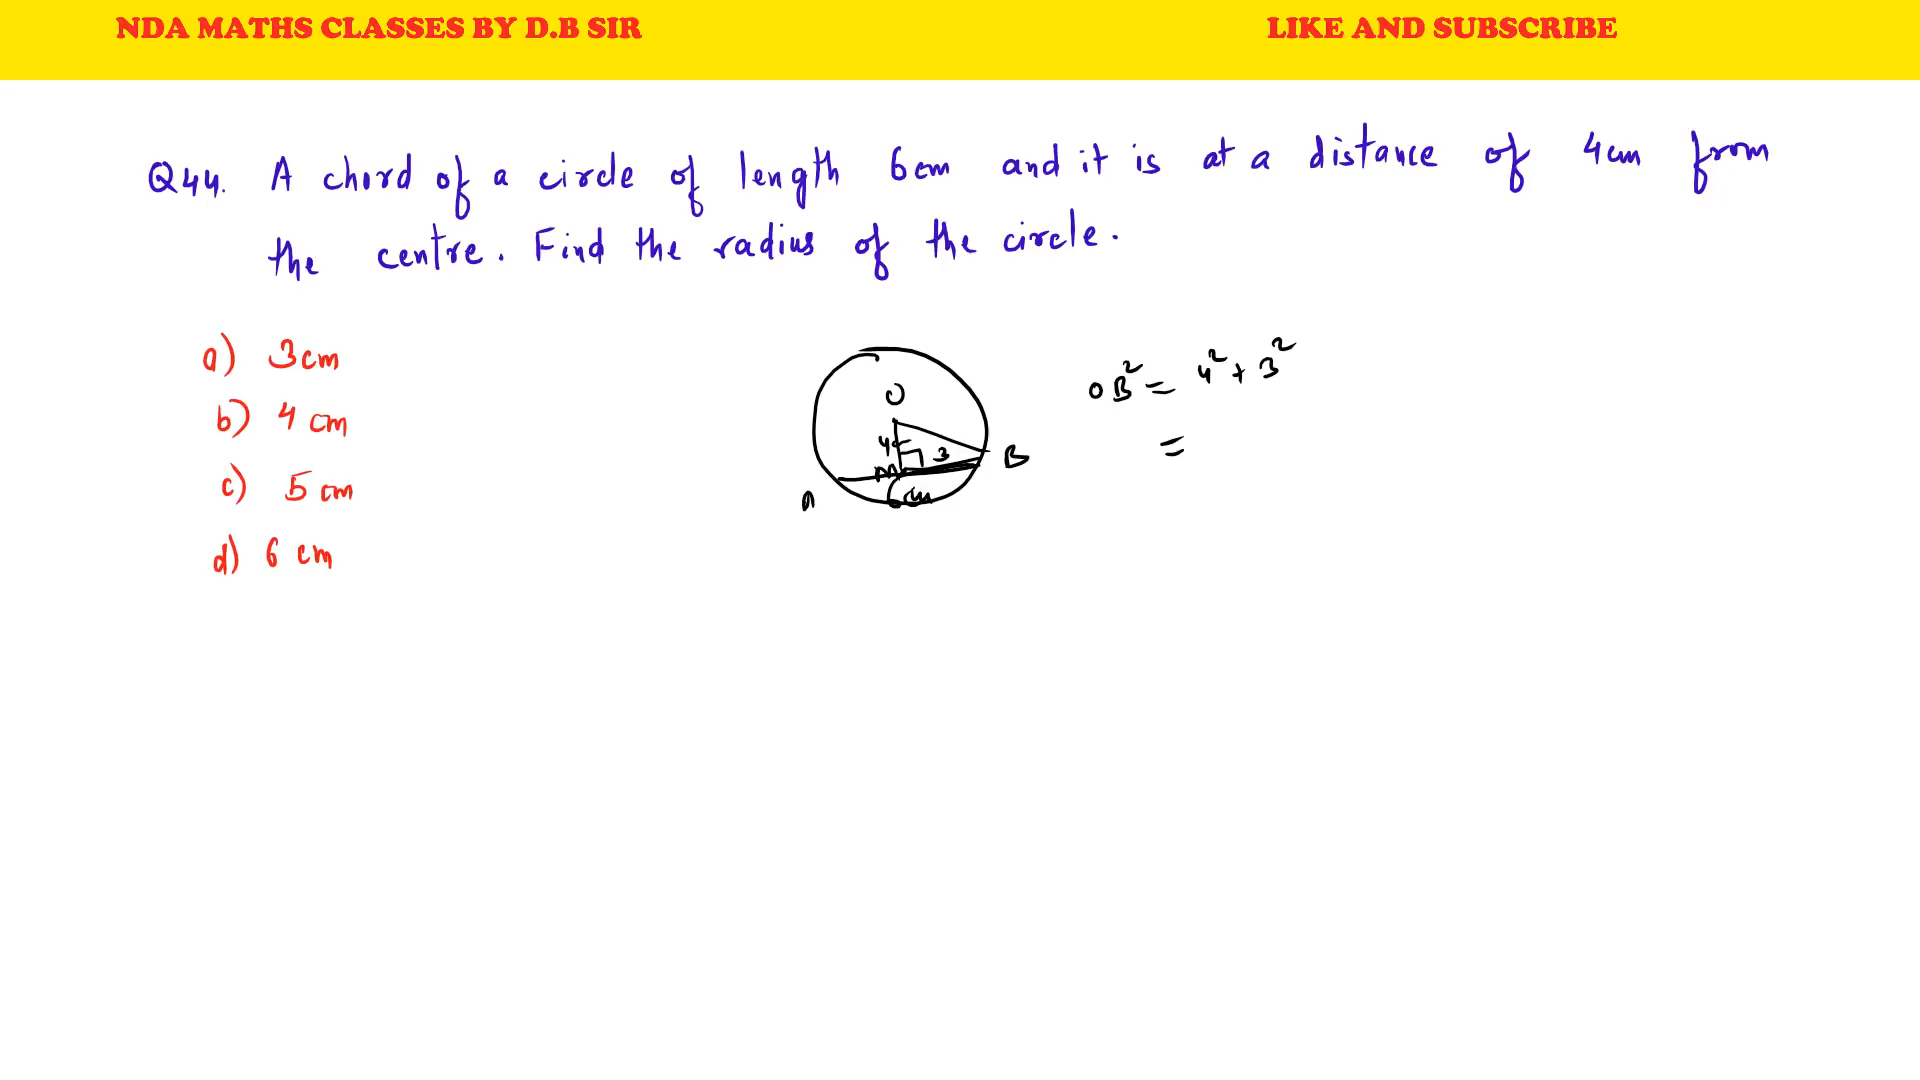 NDA MATHS CLASSES BY D.B SIR
LIKE AND SUBSCRIBE
Q44. A chord of a circle of length 6cm and it is at a distance of 4cm from
the centre. Find the radius of the circle.
a) 3cm
b) 4 cm
c) 5 cm
d) 6 cm
O
4
3
B
M
A
6cm
OB² = 4² + 3²
=